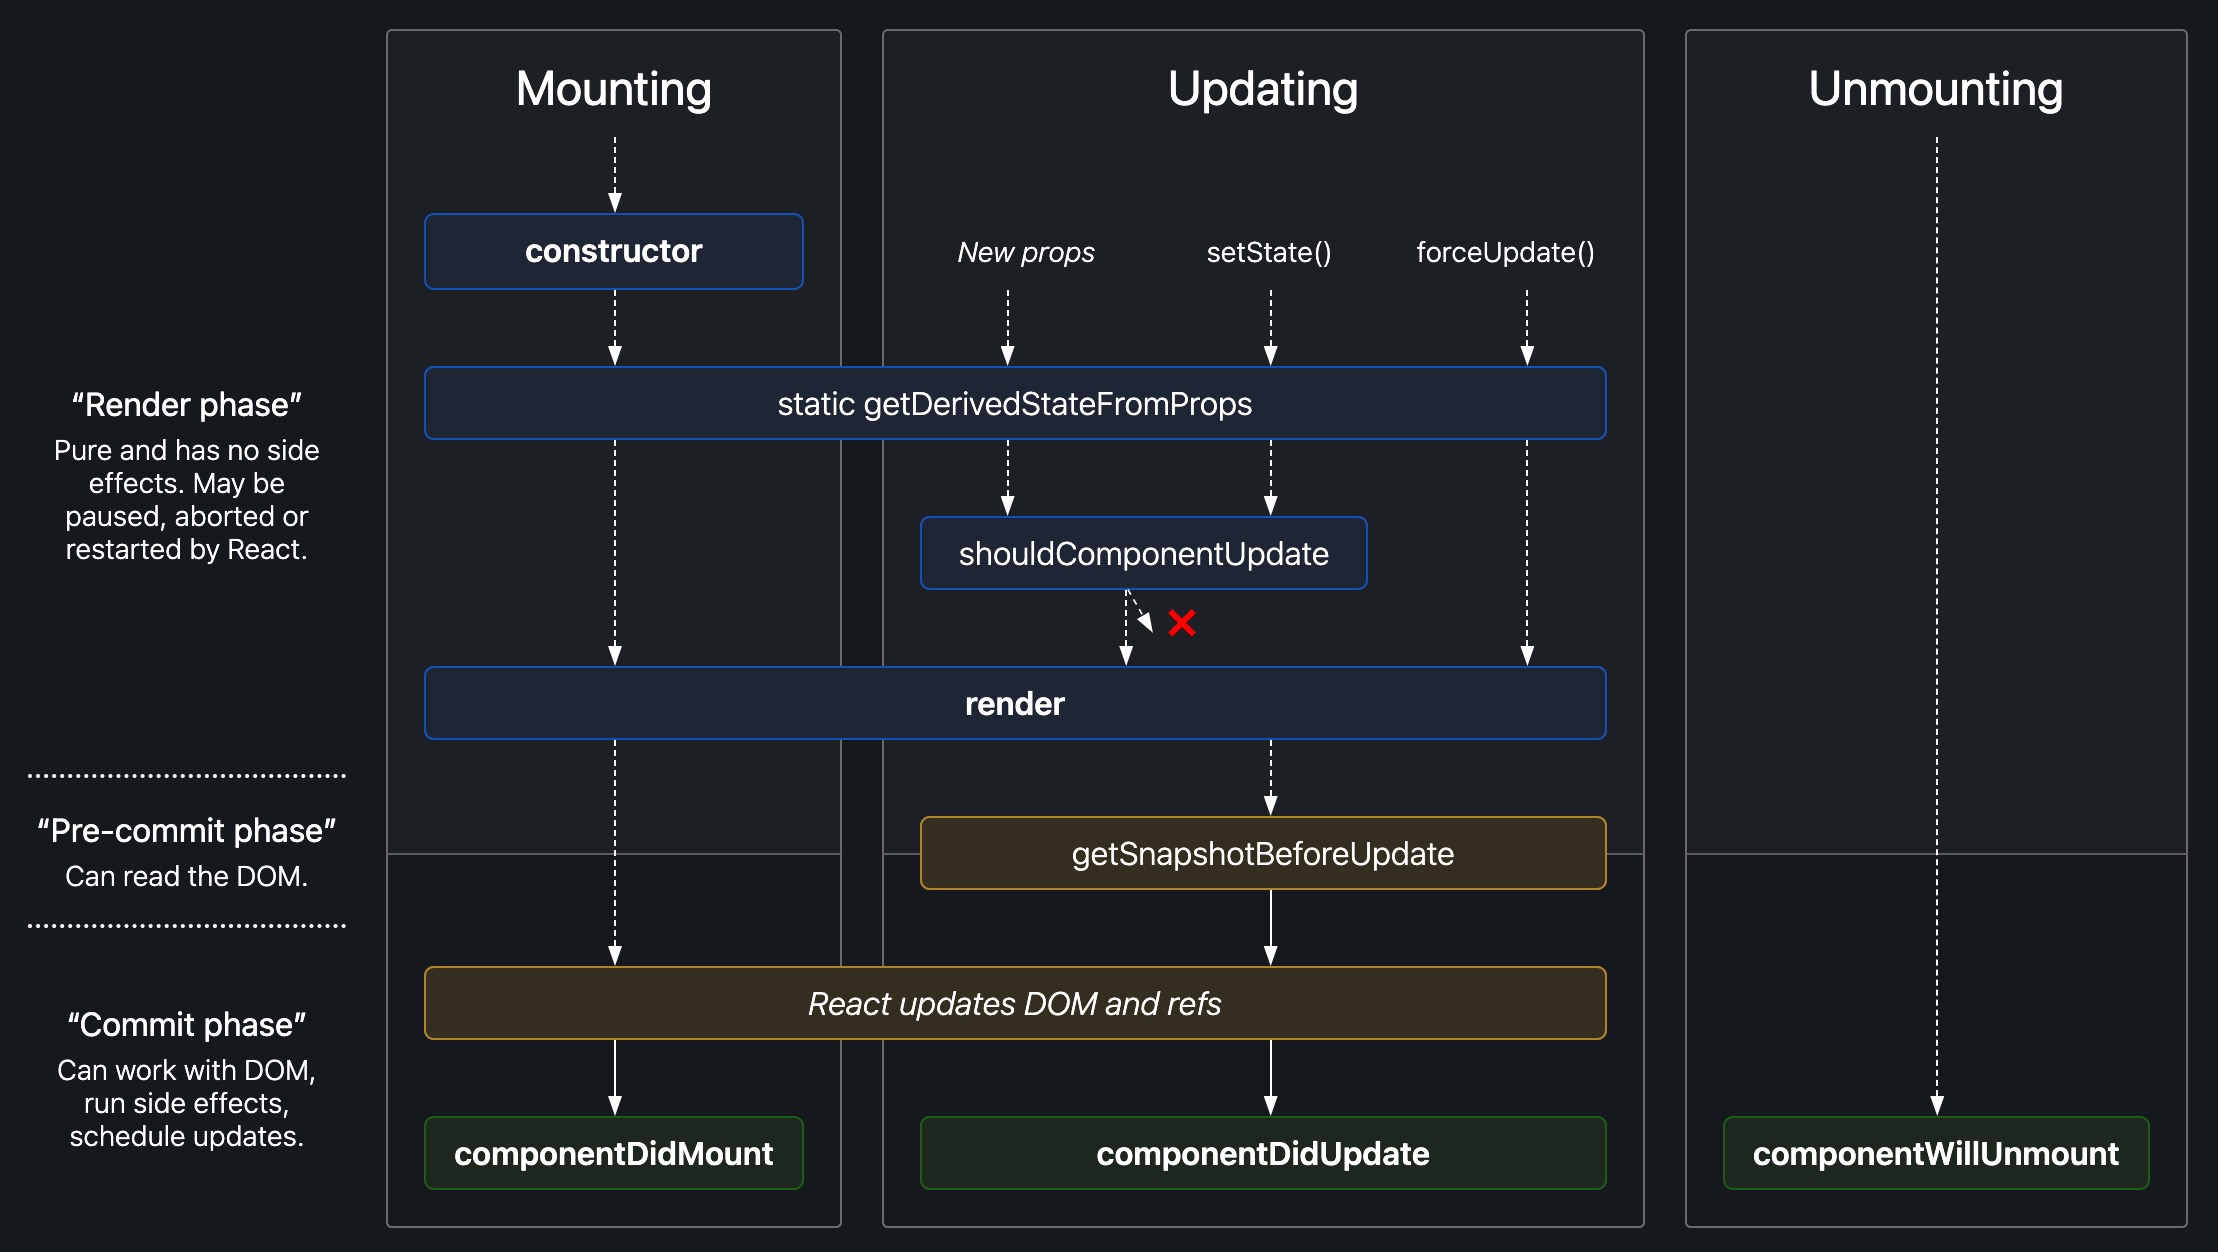 Mounting
Updating
Unmounting
constructor
New props
setState()
forceUpdate()
“Render phase”
Pure and has no side
effects. May be
paused, aborted or
restarted by React.
static getDerivedStateFromProps
shouldComponentUpdate
render
“Pre-commit phase”
Can read the DOM.
getSnapshotBeforeUpdate
“Commit phase”
Can work with DOM,
run side effects,
schedule updates.
React updates DOM and refs
componentDidMount
componentDidUpdate
componentWillUnmount